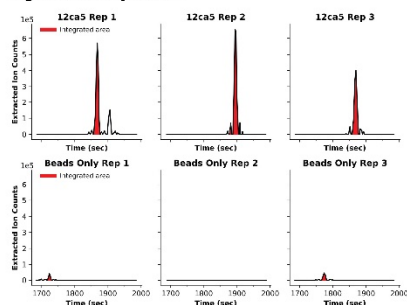 12ca5 Rep 1 12ca5 Rep 2 12ca5 Rep 3
1e5
Integrated area
Extracted Ion Counts
6
5
4
3
2
1
0
Time (sec) Time (sec) Time (sec)
Beads Only Rep 1 Beads Only Rep 2 Beads Only Rep 3
1e5
Integrated area
Extracted Ion Counts
6
5
4
3
2
1
0
1700 1800 1900 2000 1700 1800 1900 2000 1700 1800 1900 2000
Time (sec) Time (sec) Time (sec)